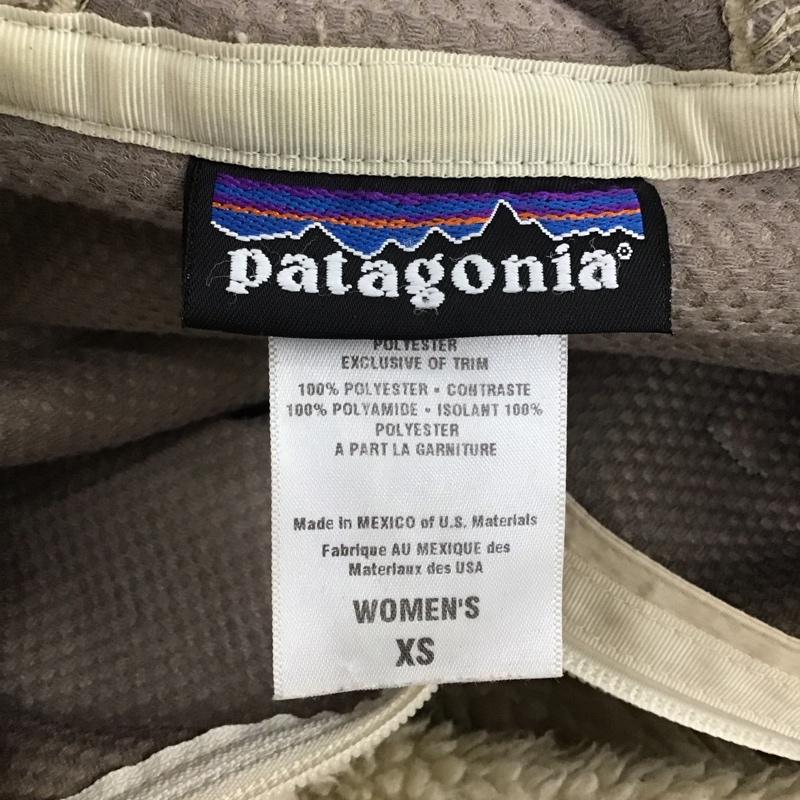 patagonia®
POLYESTER
EXCLUSIVE OF TRIM
100% POLYESTER • CONTRASTE
100% POLYAMIDE • ISOLANT 100%
POLYESTER
A PART LA GARNITURE
Made in MEXICO of U.S. Materials
Fabrique AU MEXIQUE des
Materiaux des USA
WOMEN'S
XS